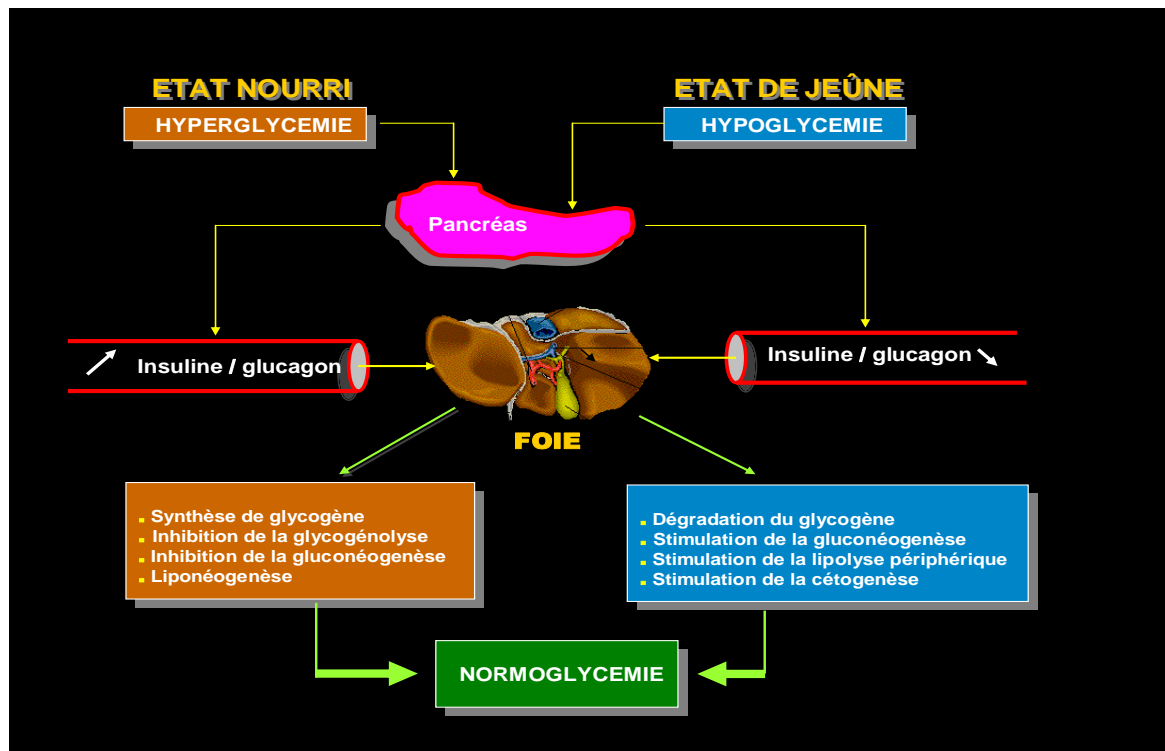 ETAT NOURRI
HYPERGLYCEMIE
ETAT DE JEÛNE
HYPOGLYCEMIE
Pancréas
Insuline / glucagon
Insuline / glucagon
FOIE
Synthèse de glycogène
Inhibition de la glycogénolyse
Inhibition de la gluconéogenèse
Liponéogenèse
Dégradation du glycogène
Stimulation de la gluconéogenèse
Stimulation de la lipolyse périphérique
Stimulation de la cétogenèse
NORMOGLYCEMIE